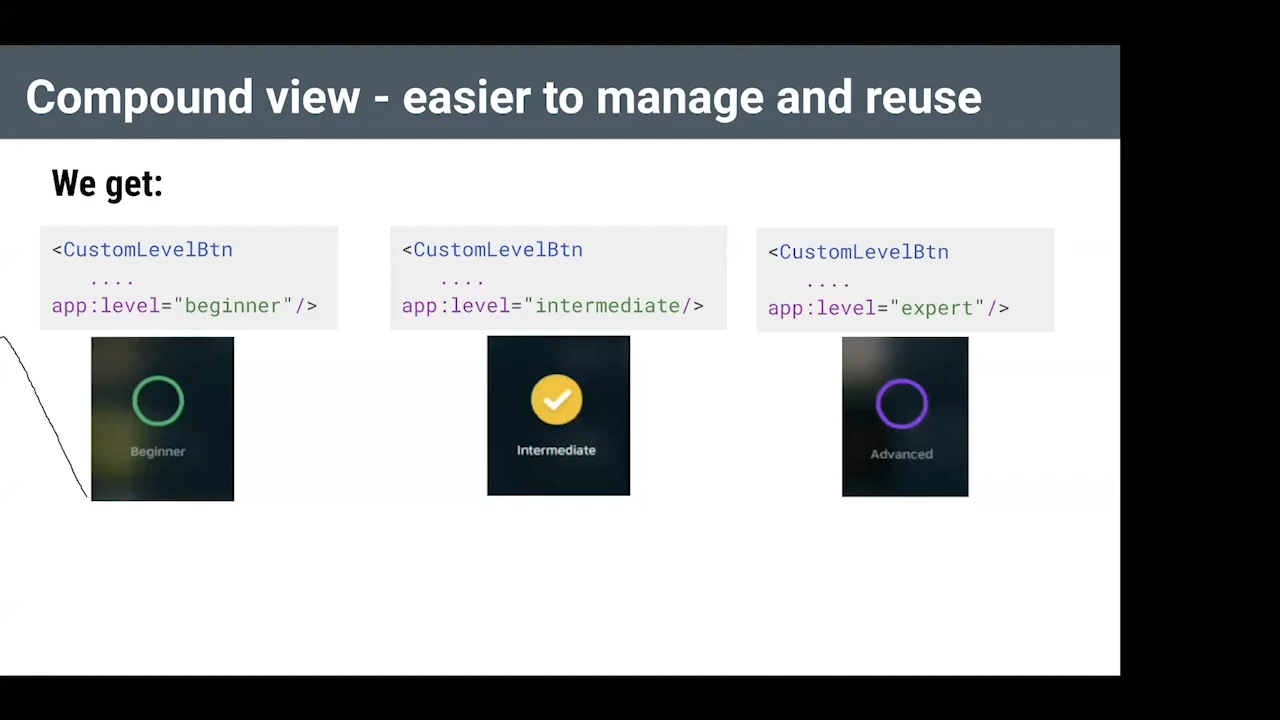 Compound view - easier to manage and reuse
We get:
<CustomLevelBtn
....
app:level="beginner"/>
Beginner
<CustomLevelBtn
....
app:level="intermediate/>
Intermediate
<CustomLevelBtn
....
app:level="expert"/>
Advanced